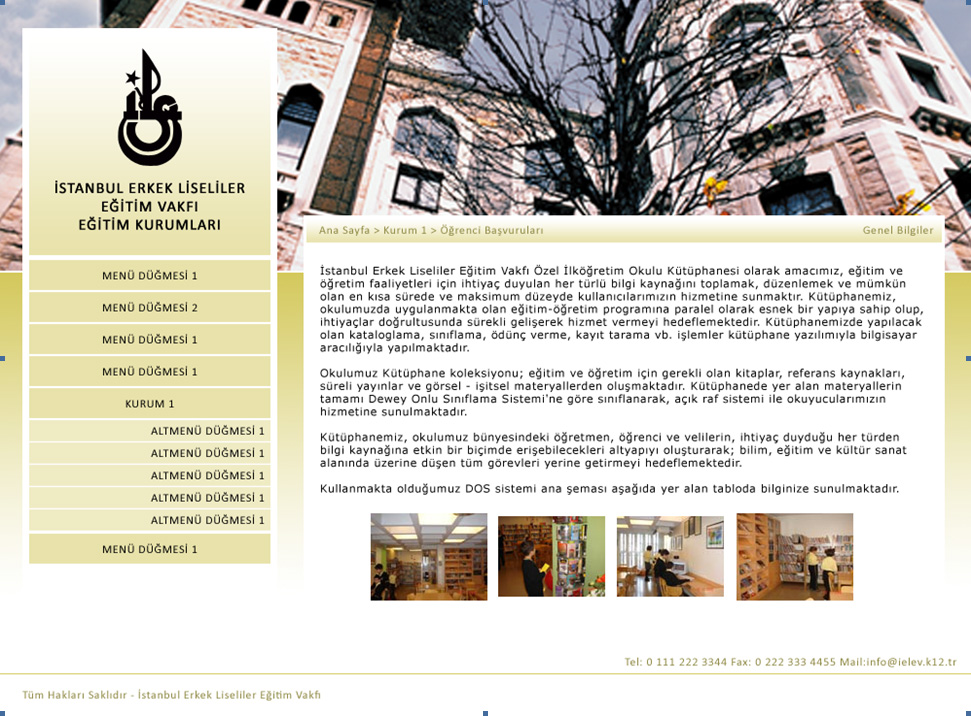 İSTANBUL ERKEK LİSELİLER
EĞİTİM VAKFI
EĞİTİM KURUMLARI
MENÜ DÜĞMESİ 1
MENÜ DÜĞMESİ 2
MENÜ DÜĞMESİ 1
MENÜ DÜĞMESİ 1
KURUM 1
ALTMENÜ DÜĞMESİ 1
ALTMENÜ DÜĞMESİ 1
ALTMENÜ DÜĞMESİ 1
ALTMENÜ DÜĞMESİ 1
ALTMENÜ DÜĞMESİ 1
MENÜ DÜĞMESİ 1
Ana Sayfa > Kurum 1 > Öğrenci Başvuruları
Genel Bilgiler
İstanbul Erkek Liseliler Eğitim Vakfı Özel İlköğretim Okulu Kütüphanesi olarak amacımız, eğitim ve
öğretim faaliyetleri için ihtiyaç duyulan her türlü bilgi kaynağını toplamak, düzenlemek ve mümkün
olan en kısa sürede ve maksimum düzeyde kullanıcılarımızın hizmetine sunmaktır. Kütüphanemiz,
okulumuzda uygulanmakta olan eğitim-öğretim programına paralel olarak esnek bir yapıya sahip olup,
ihtiyaçlar doğrultusunda sürekli gelişerek hizmet vermeyi hedeflemektedir. Kütüphanemizde yapılacak
olan kataloglama, sınıflama, ödünç verme, kayıt tarama vb. işlemler kütüphane yazılımıyla bilgisayar
aracılığıyla yapılmaktadır.
Okulumuz Kütüphane koleksiyonu; eğitim ve öğretim için gerekli olan kitaplar, referans kaynakları,
süreli yayınlar ve görsel - işitsel materyallerden oluşmaktadır. Kütüphanede yer alan materyallerin
tamamı Dewey Onlu Sınıflama Sistemi'ne göre sınıflanarak, açık raf sistemi ile okuyucularımızın
hizmetine sunulmaktadır.
Kütüphanemiz, okulumuz bünyesindeki öğretmen, öğrenci ve velilerin, ihtiyaç duyduğu her türden
bilgi kaynağına etkin bir biçimde erişebilecekleri altyapıyı oluşturarak; bilim, eğitim ve kültür sanat
alanında üzerine düşen tüm görevleri yerine getirmeyi hedeflemektedir.
Kullanmakta olduğumuz DOS sistemi ana şeması aşağıda yer alan tabloda bilginize sunulmaktadır.
Tel: 0 111 222 3344 Fax: 0 222 333 4455 Mail:info@ielev.k12.tr
Tüm Hakları Saklıdır - İstanbul Erkek Liseliler Eğitim Vakfı